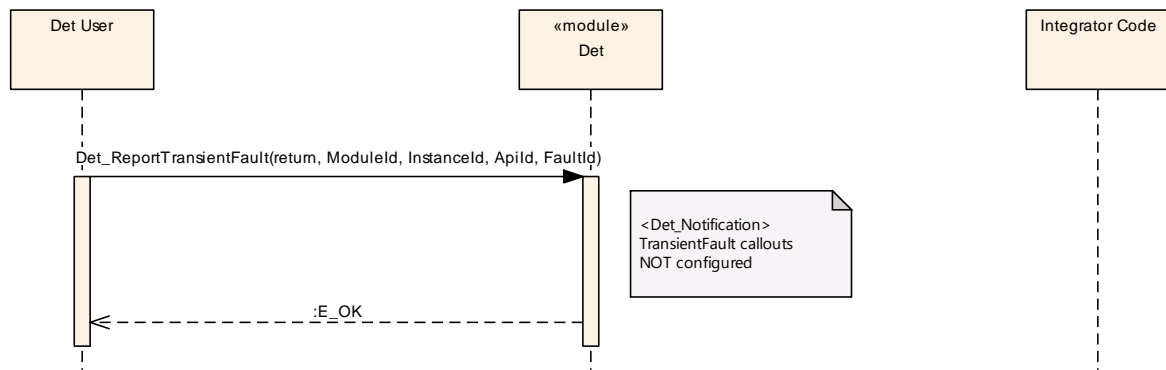 Det User
«module»
Det
Integrator Code
Det_ReportTransientFault(return, ModuleId, InstanceId, ApiId, FaultId)
<Det_Notification>
TransientFault callouts
NOT configured
:E_OK